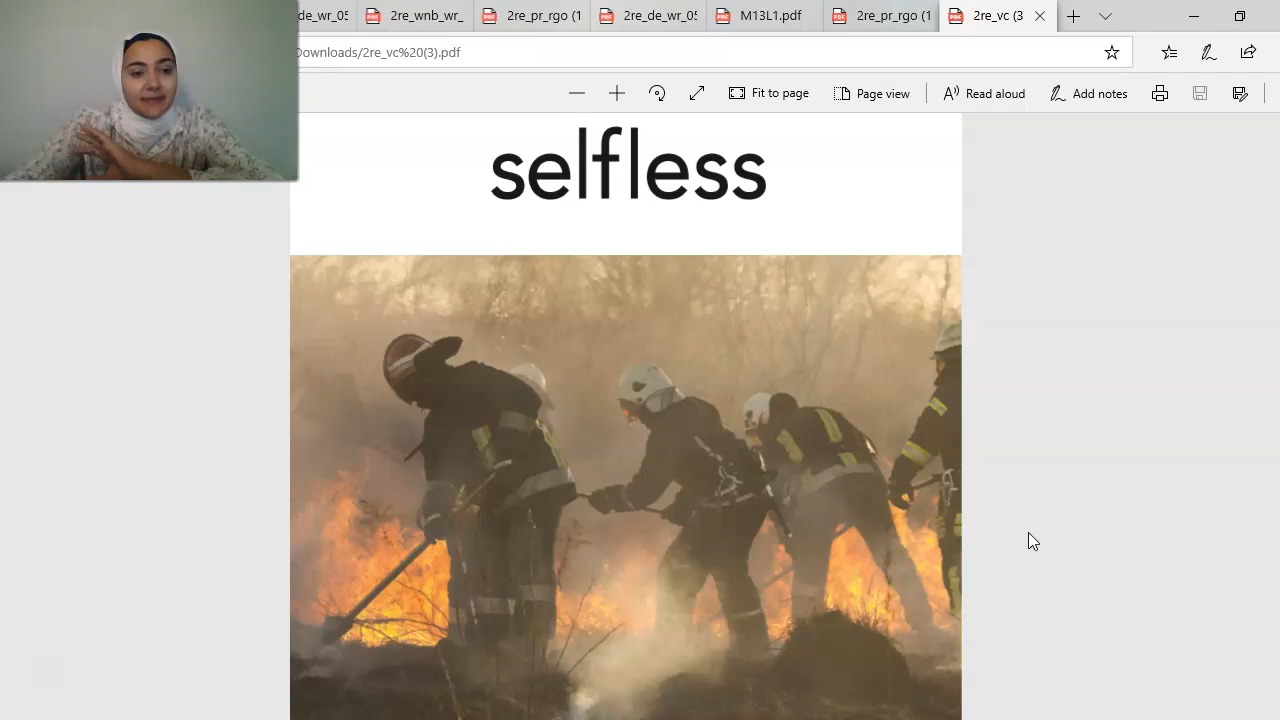 de_wr_05
2re_wnb_wr_
2re_pr_rgo (1
2re_de_wr_05
M13L1.pdf
2re_pr_rgo (1
2re_vc (3
Downloads/2re_vc%20(3).pdf
Fit to page
Page view
Read aloud
Add notes
selfless